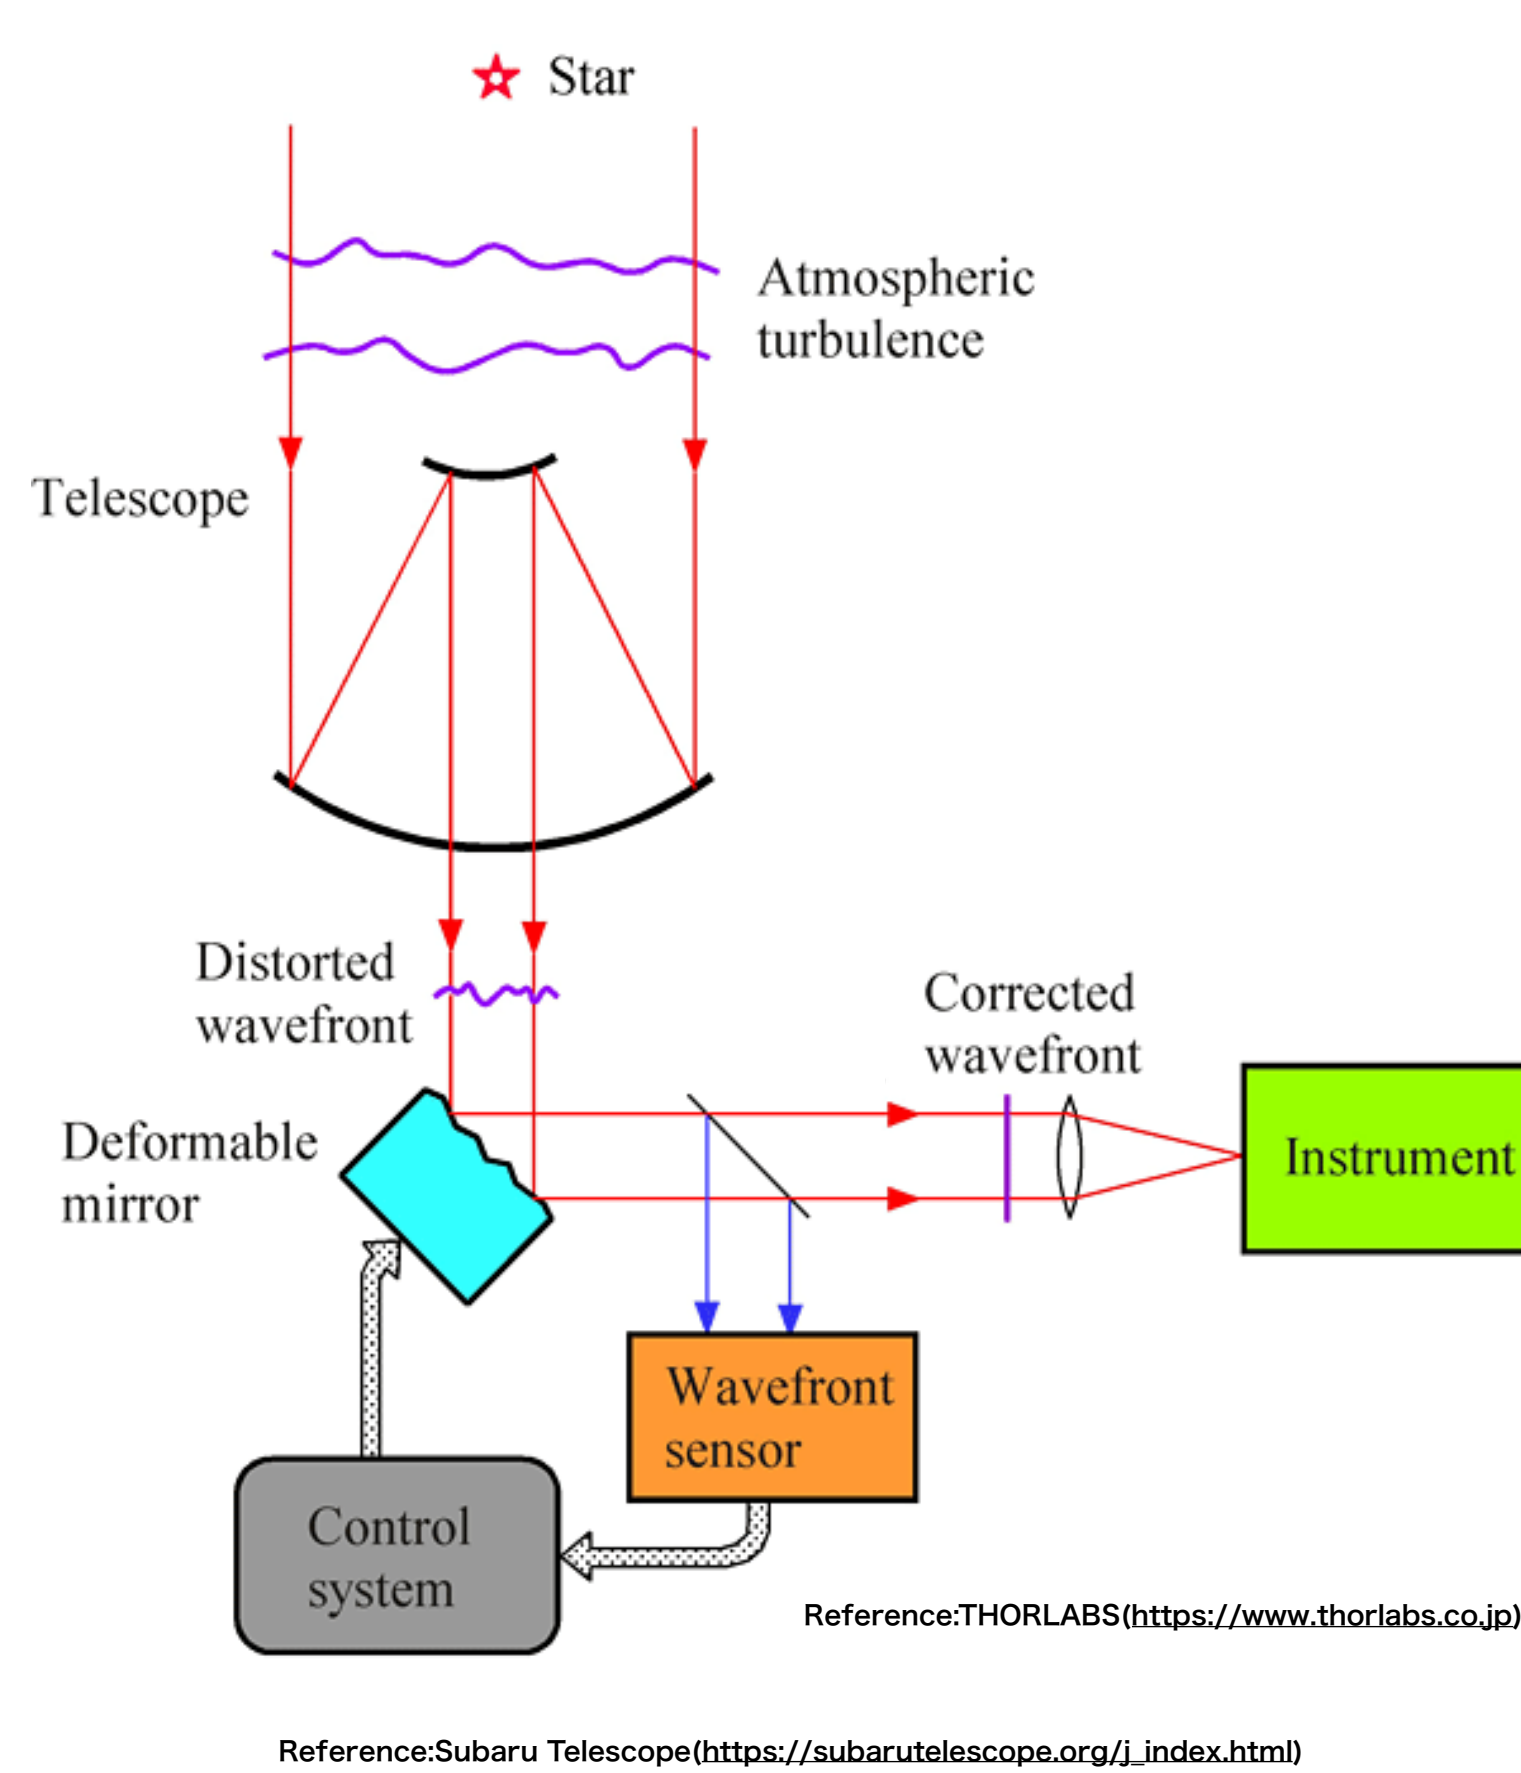 Star
Atmospheric
turbulence
Telescope
Distorted
wavefront
Corrected
wavefront
Deformable
mirror
Instrument
Wavefront
sensor
Control
system
Reference:THORLABS(https://www.thorlabs.co.jp)
Reference:Subaru Telescope(https://subarutelescope.org/j_index.html)